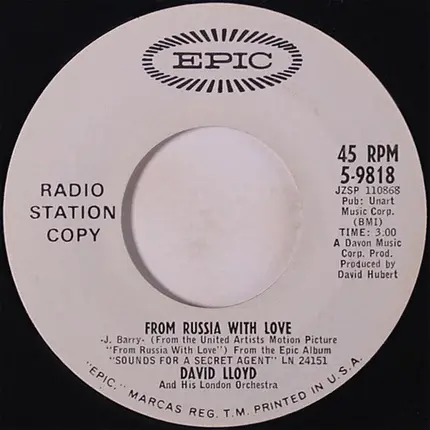 EPIC
RADIO
STATION
COPY
45 RPM
5-9818
JZSP 110868
Pub: Unart
Music Corp.
(BMI)
TIME: 3.00
A Davon Music
Corp. Prod.
Produced by
David Hubert
FROM RUSSIA WITH LOVE
-J. Barry- (From the United Artists Motion Picture
"From Russia With Love") From the Epic Album
"SOUNDS FOR A SECRET AGENT" LN 24151
DAVID LLOYD
And His London Orchestra
"EPIC," MARCAS REG. T.M. PRINTED IN U.S.A.